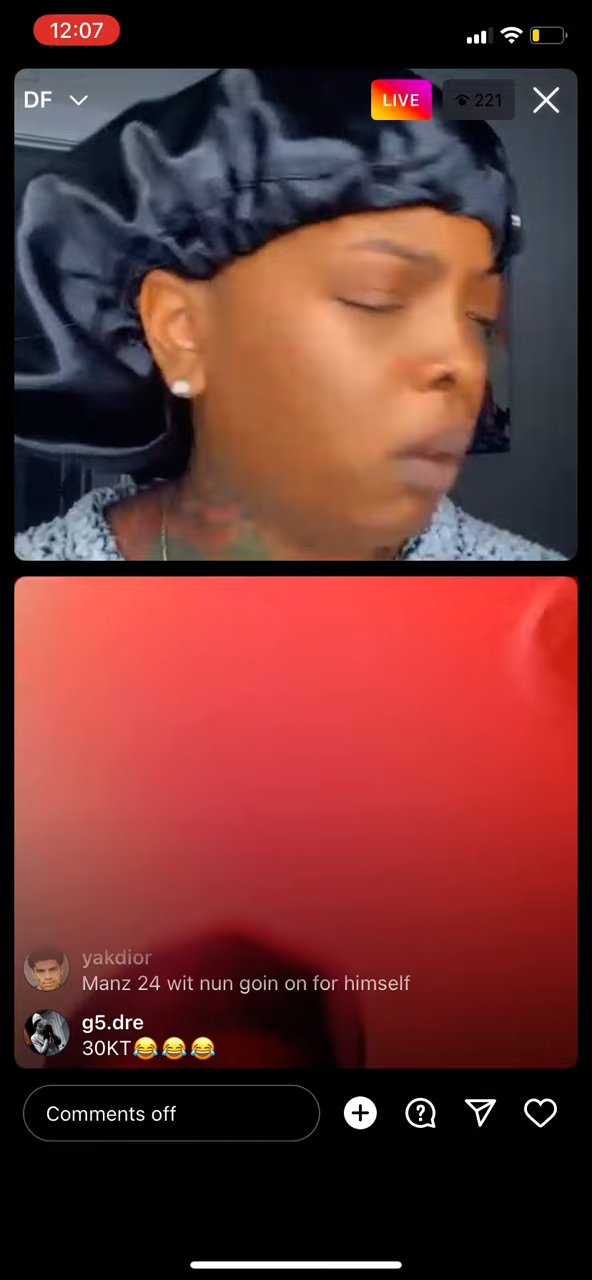 12:07
DF
LIVE
221
yakdior
Manz 24 wit nun goin on for himself
g5.dre
30KT😂😂😂
Comments off